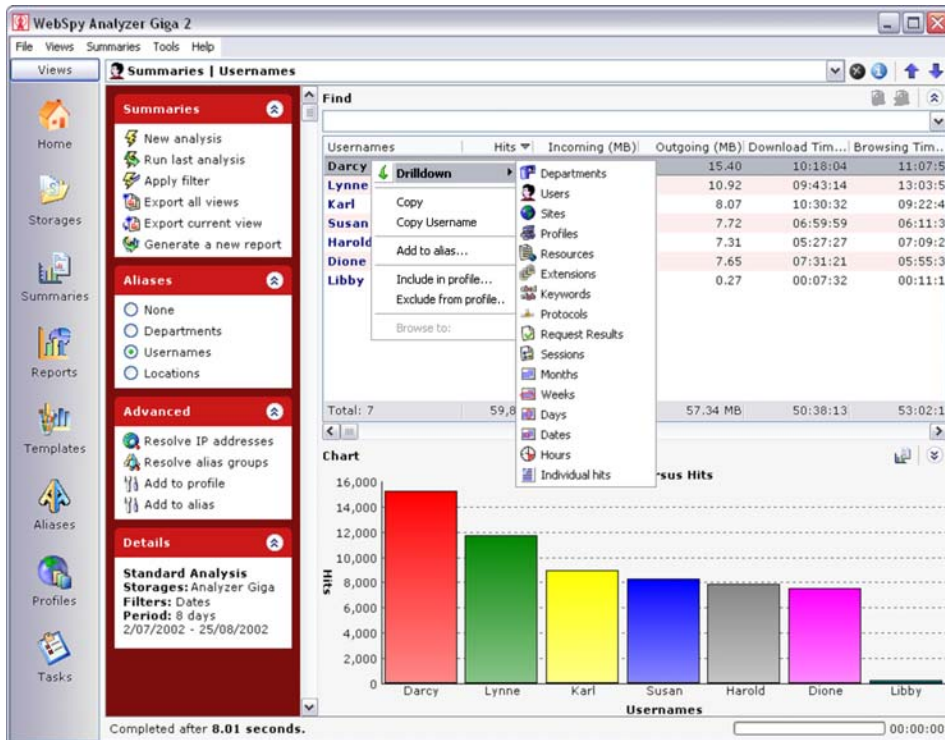 WebSpy Analyzer Giga 2
File Views Summaries Tools Help
Views
Summaries | Usernames
Home
Storages
Summaries
Reports
Templates
Aliases
Profiles
Tasks
Summaries
New analysis
Run last analysis
Apply filter
Export all views
Export current view
Generate a new report
Aliases
None
Departments
Usernames
Locations
Advanced
Resolve IP addresses
Resolve alias groups
Add to profile
Add to alias
Details
Standard Analysis
Storages: Analyzer Giga
Filters: Dates
Period: 8 days
2/07/2002 - 25/08/2002
Find
Usernames Hits Incoming (MB) Outgoing (MB) Download Tim... Browsing Tim..
Darcy 15.40 10:18:04 11:07:5
Lynne 10.92 09:43:14 13:03:5
Karl 8.07 10:30:32 09:22:4
Susan 7.72 06:59:59 06:11:3
Harold 7.31 05:27:27 07:09:2
Dione 7.65 07:31:21 05:55:3
Libby 0.27 00:07:32 00:11:1
Drilldown
Copy
Copy Username
Add to alias...
Include in profile...
Exclude from profile..
Browse to:
Departments
Users
Sites
Profiles
Resources
Extensions
Keywords
Protocols
Request Results
Sessions
Months
Weeks
Days
Dates
Hours
Individual hits
Total: 7 59,8 57.34 MB 50:38:13 53:02:1
Chart
rsus Hits
16,000
14,000
12,000
10,000
8,000
6,000
4,000
2,000
0
Hits
Darcy Lynne Karl Susan Harold Dione Libby
Usernames
Completed after 8.01 seconds. 00:00:00